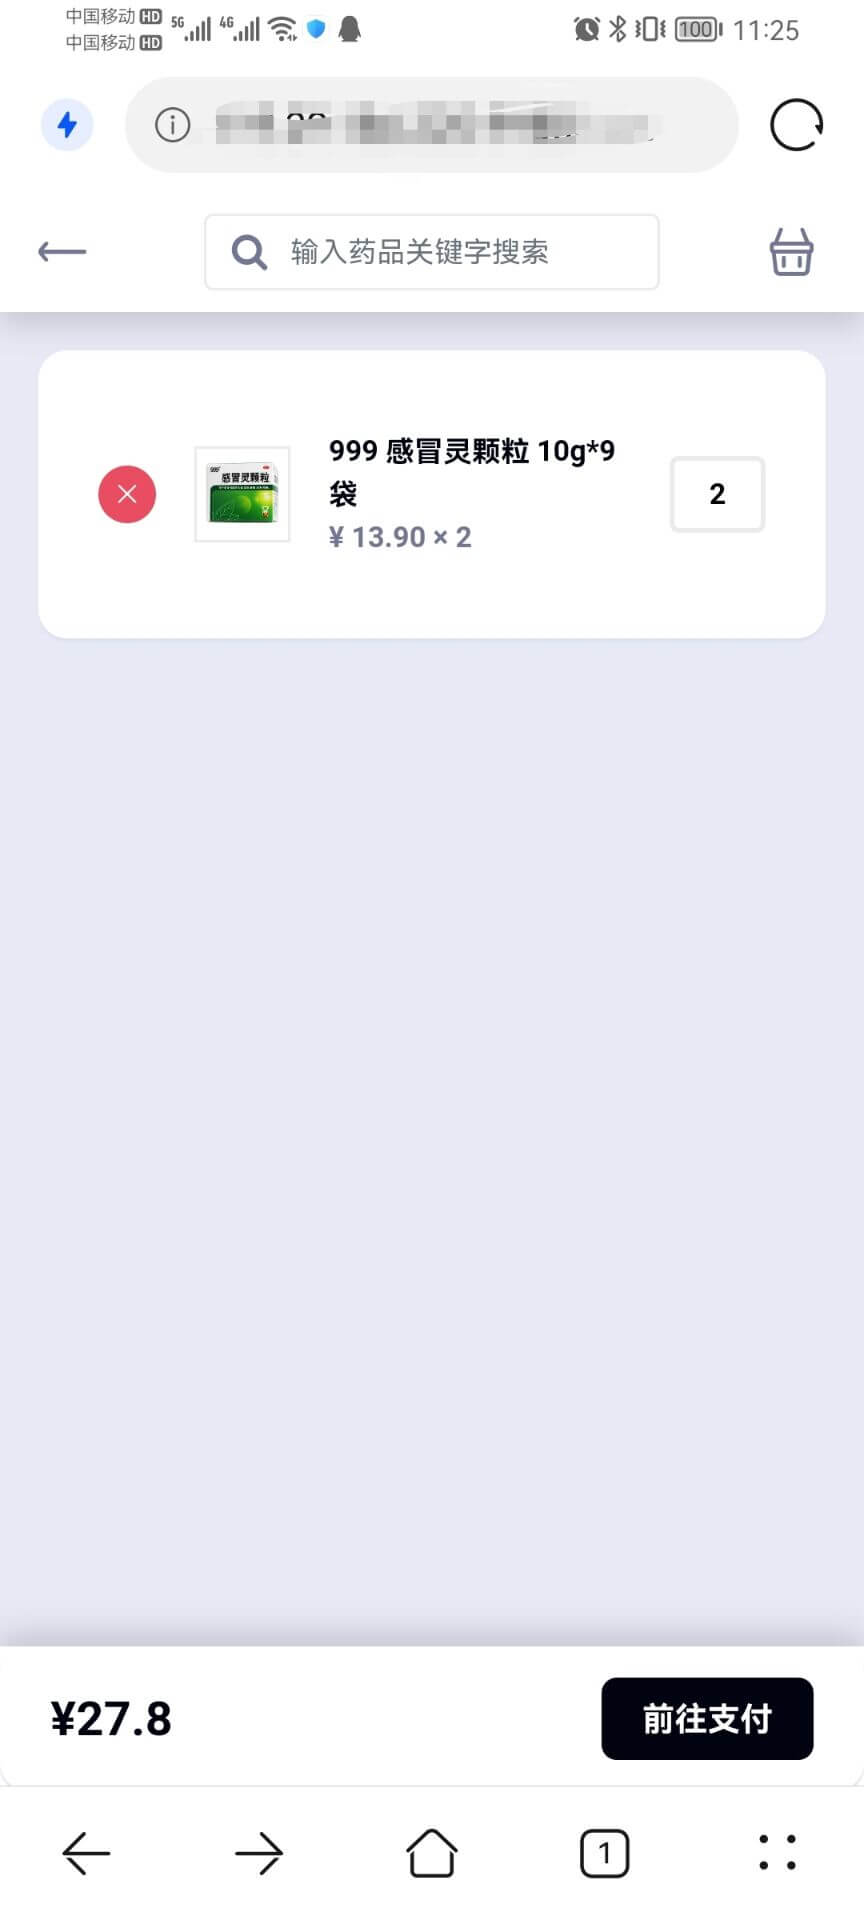 中国移动 HD
中国移动 HD
5G 4G 100 11:25
输入药品关键字搜索
999 感冒灵颗粒
999 感冒灵颗粒 10g*9
袋
¥ 13.90 × 2
2
¥27.8
前往支付
1